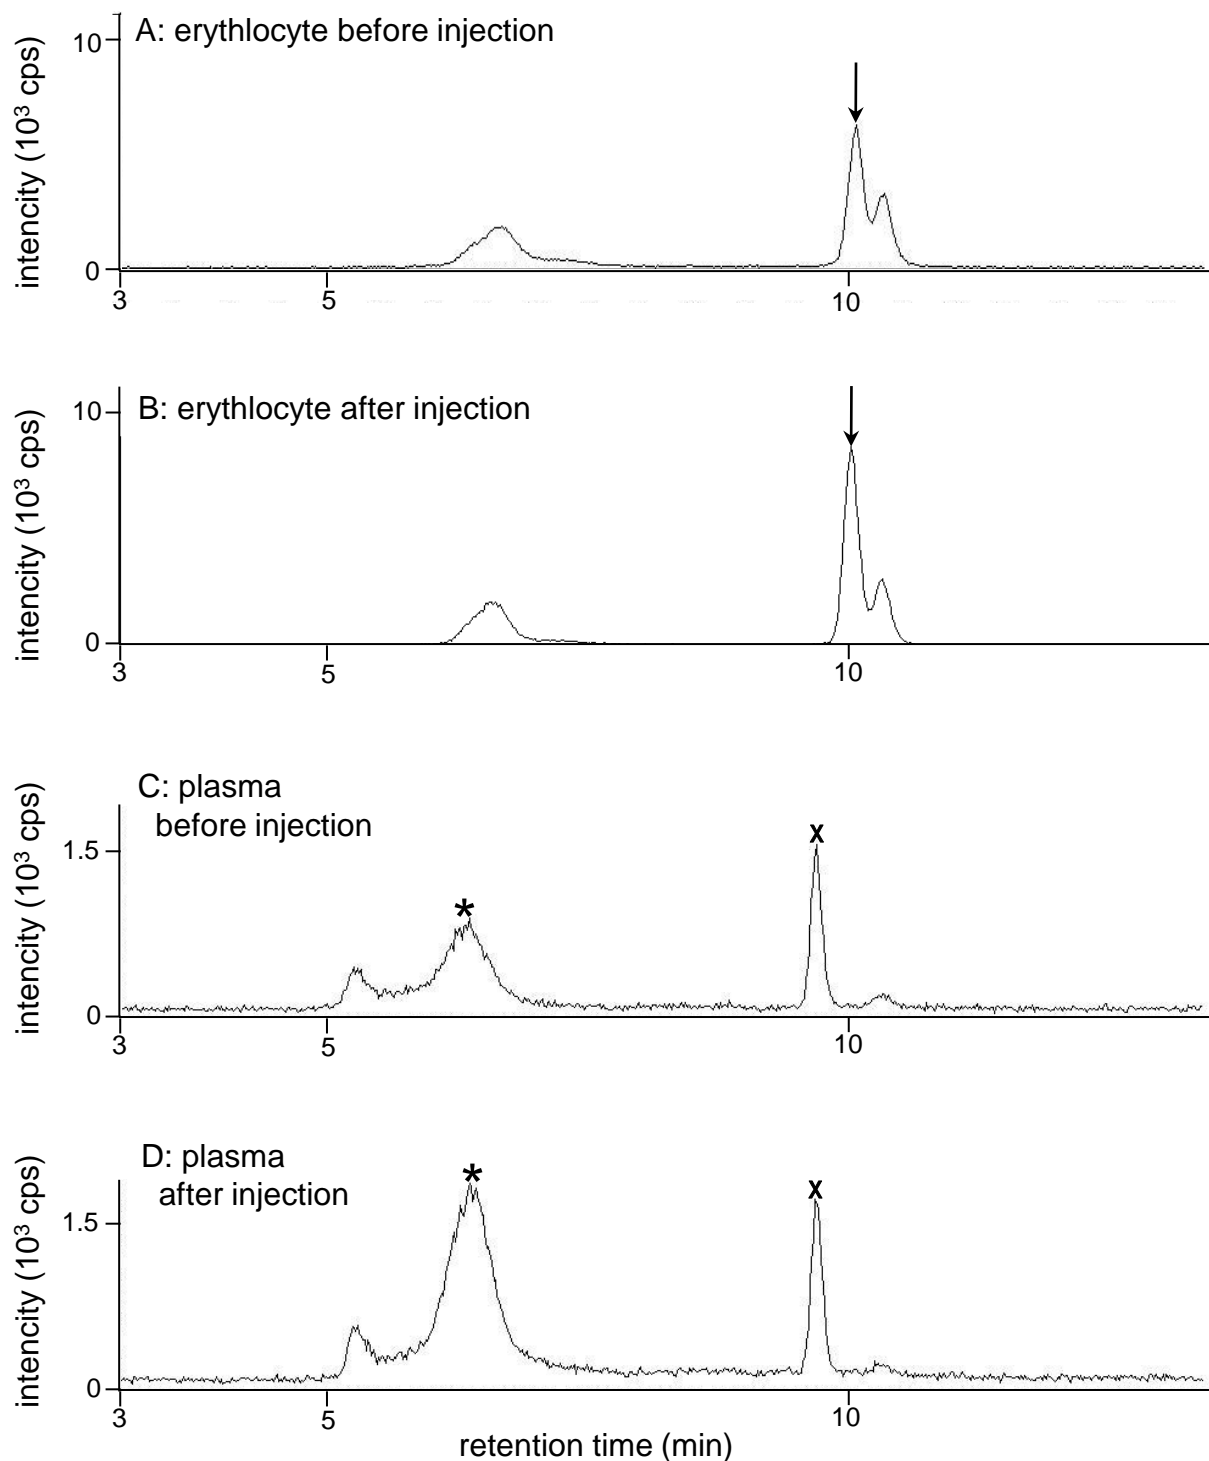 A: erythlocyte before injection
intencity (10³ cps)
10
0
3 5 10
B: erythlocyte after injection
intencity (10³ cps)
10
0
3 5 10
C: plasma
before injection
intencity (10³ cps)
1.5
*
x
0
3 5 10
D: plasma
after injection
intencity (10³ cps)
1.5
*
x
0
3 5 10
retention time (min)